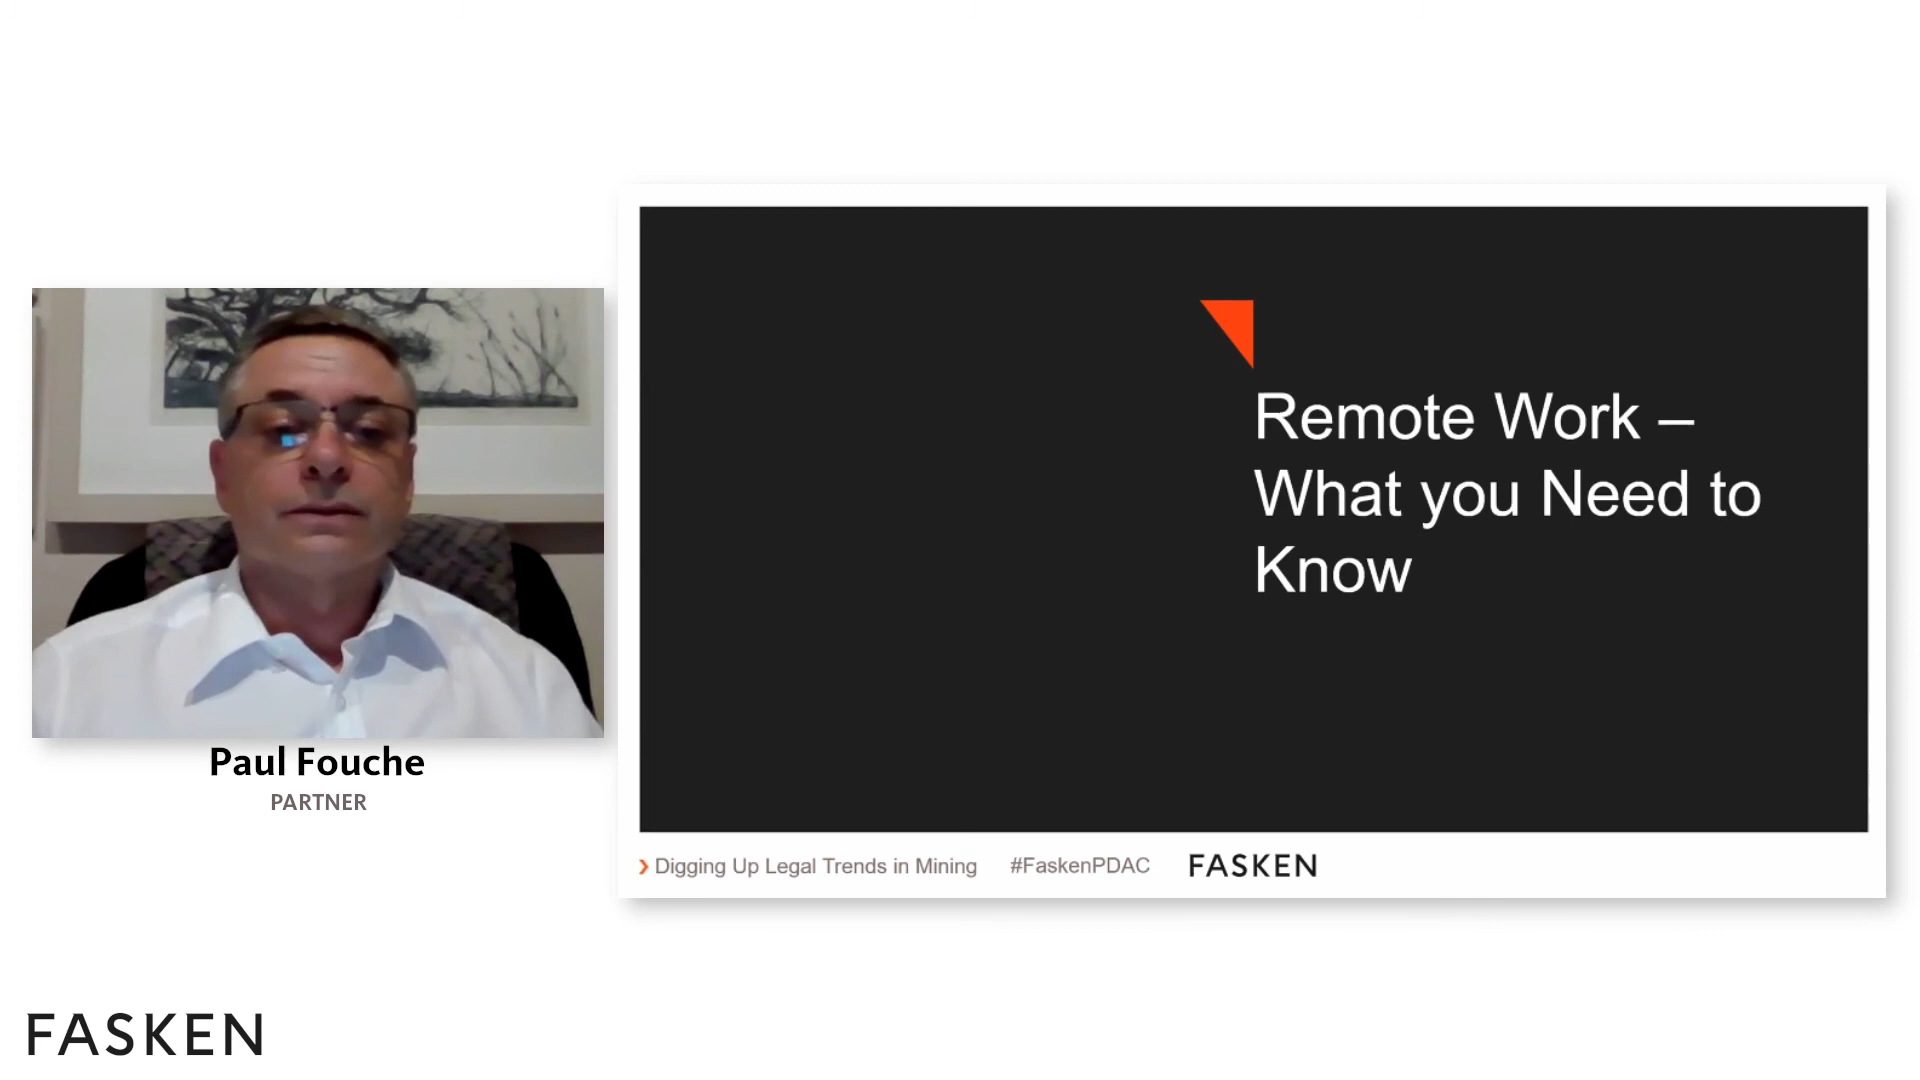 Remote Work –
What you Need to
Know
Paul Fouche
PARTNER
› Digging Up Legal Trends in Mining #FaskenPDAC FASKEN
FASKEN